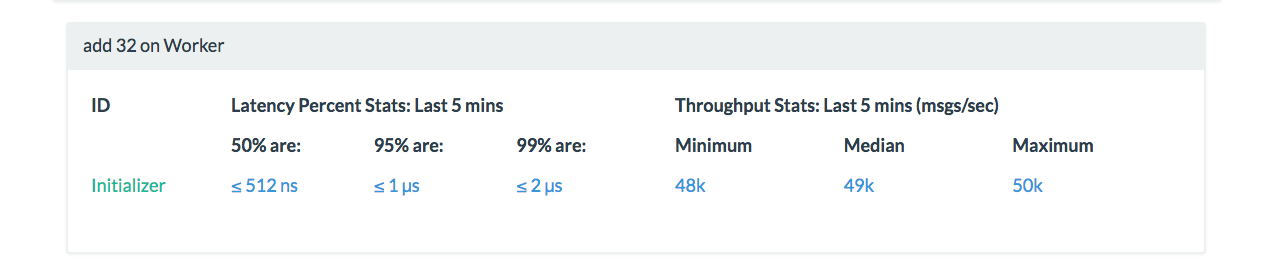 add 32 on Worker
ID Latency Percent Stats: Last 5 mins Throughput Stats: Last 5 mins (msgs/sec)
50% are: 95% are: 99% are: Minimum Median Maximum
Initializer ≤ 512 ns ≤ 1 µs ≤ 2 µs 48k 49k 50k